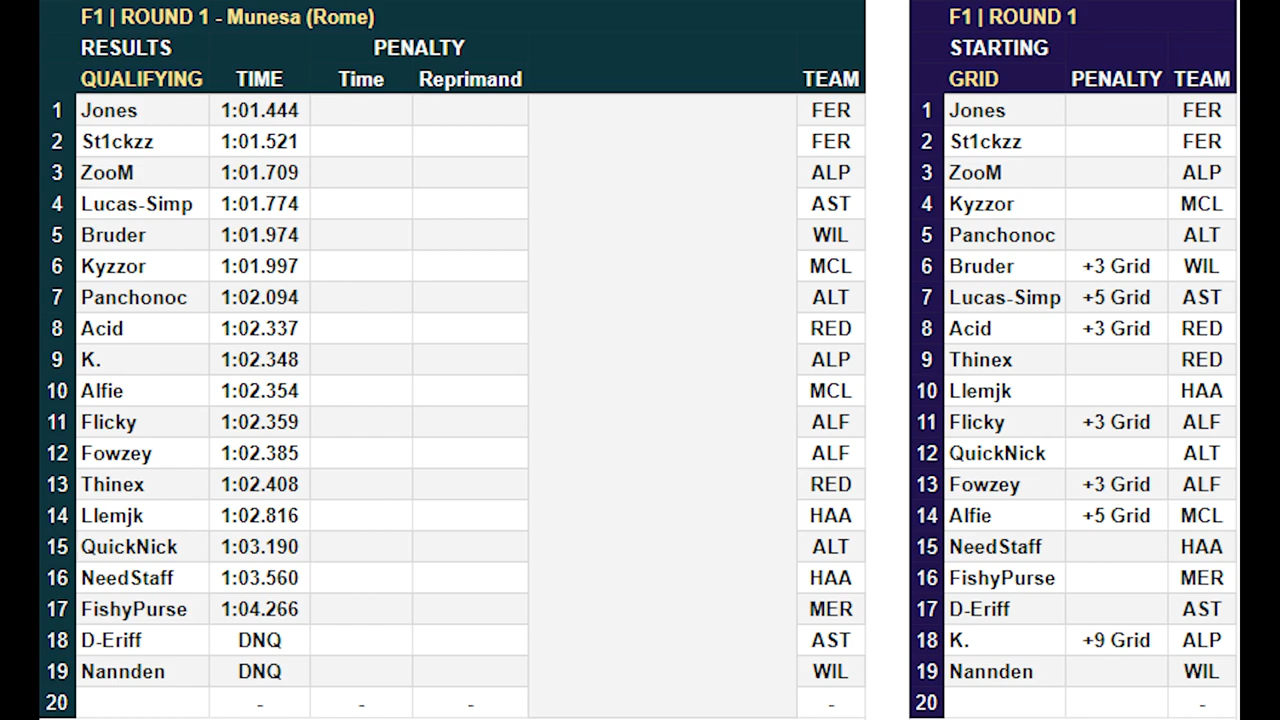 F1 | ROUND 1 - Munesa (Rome)
RESULTS PENALTY
QUALIFYING TIME Time Reprimand TEAM
1 Jones 1:01.444 FER
2 St1ckzz 1:01.521 FER
3 ZooM 1:01.709 ALP
4 Lucas-Simp 1:01.774 AST
5 Bruder 1:01.974 WIL
6 Kyzzor 1:01.997 MCL
7 Panchonoc 1:02.094 ALT
8 Acid 1:02.337 RED
9 K. 1:02.348 ALP
10 Alfie 1:02.354 MCL
11 Flicky 1:02.359 ALF
12 Fowzey 1:02.385 ALF
13 Thinex 1:02.408 RED
14 Llemjk 1:02.816 HAA
15 QuickNick 1:03.190 ALT
16 NeedStaff 1:03.560 HAA
17 FishyPurse 1:04.266 MER
18 D-Eriff DNQ AST
19 Nannden DNQ WIL
20 - - - -
F1 | ROUND 1
STARTING
GRID PENALTY TEAM
1 Jones FER
2 St1ckzz FER
3 ZooM ALP
4 Kyzzor MCL
5 Panchonoc ALT
6 Bruder +3 Grid WIL
7 Lucas-Simp +5 Grid AST
8 Acid +3 Grid RED
9 Thinex RED
10 Llemjk HAA
11 Flicky +3 Grid ALF
12 QuickNick ALT
13 Fowzey +3 Grid ALF
14 Alfie +5 Grid MCL
15 NeedStaff HAA
16 FishyPurse MER
17 D-Eriff AST
18 K. +9 Grid ALP
19 Nannden WIL
20 -